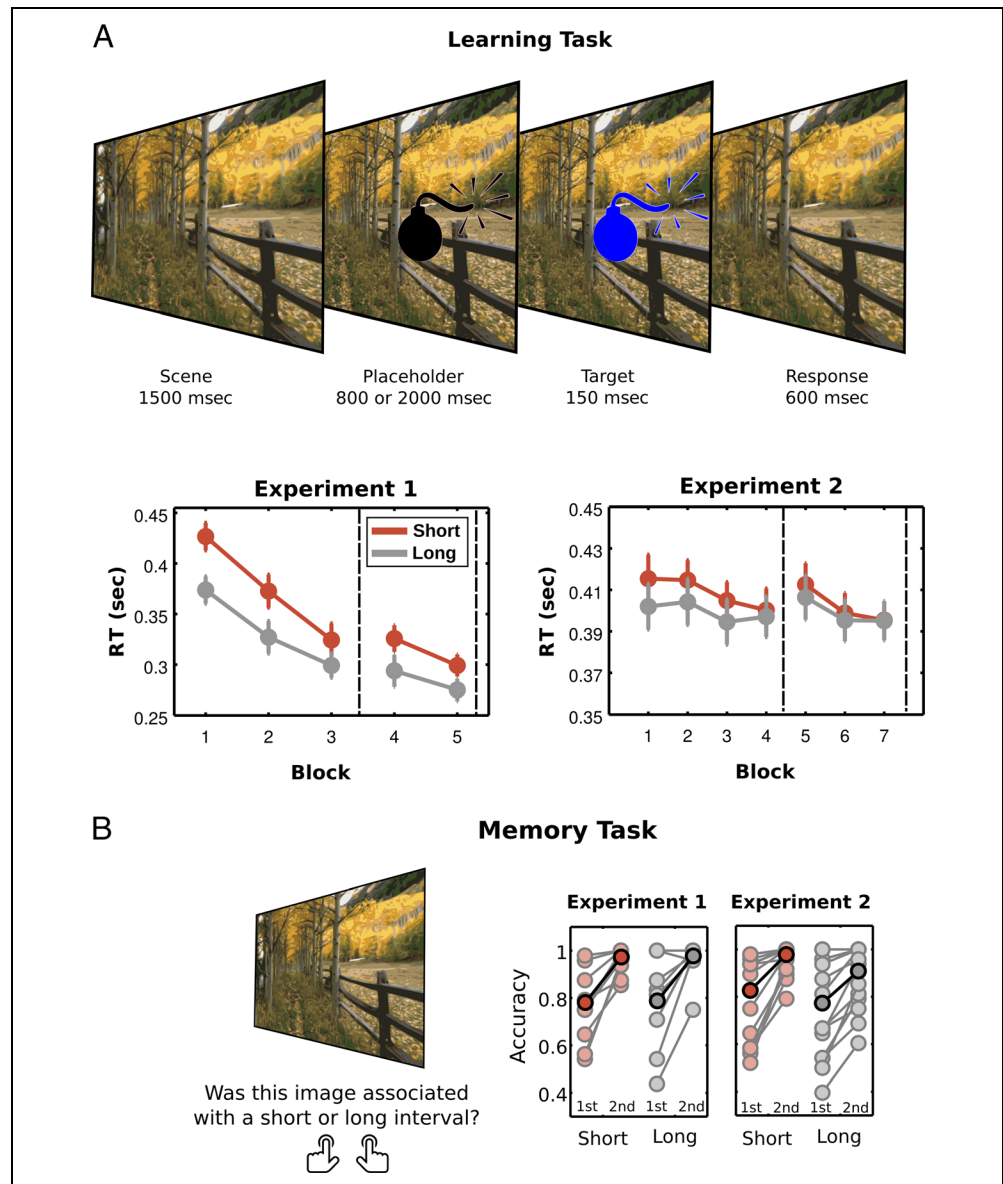 A
Learning Task
Scene
1500 msec
Placeholder
800 or 2000 msec
Target
150 msec
Response
600 msec
Experiment 1
0.45
0.4
0.35
0.3
0.25
RT (sec)
Short
Long
1 2 3 4 5
Block
Experiment 2
0.45
0.43
0.41
0.39
0.37
0.35
RT (sec)
1 2 3 4 5 6 7
Block
B
Memory Task
Was this image associated
with a short or long interval?
Experiment 1
Experiment 2
Accuracy
1
0.8
0.6
0.4
1st 2nd 1st 2nd
Short Long
1st 2nd 1st 2nd
Short Long